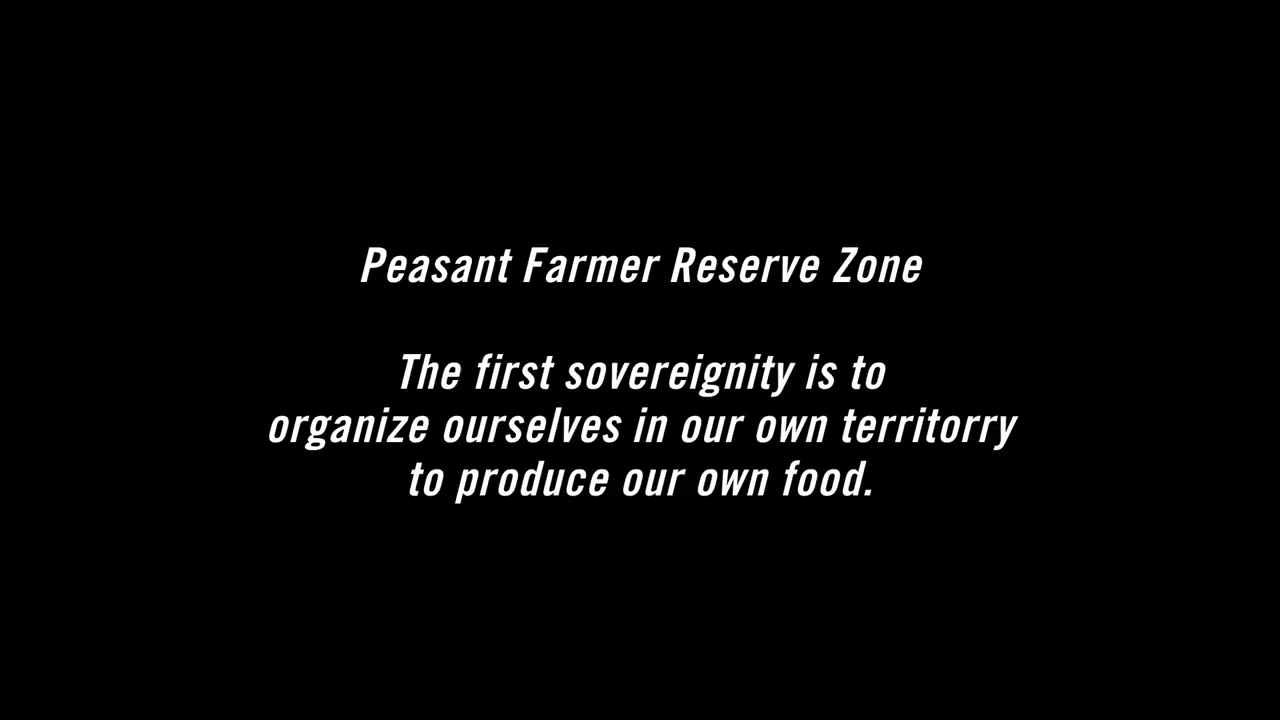 Peasant Farmer Reserve Zone
The first sovereignity is to
organize ourselves in our own territorry
to produce our own food.